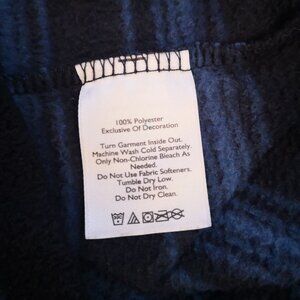 100% Polyester
Exclusive Of Decoration
Turn Garment Inside Out.
Machine Wash Cold Separately.
Only Non-Chlorine Bleach As
Needed.
Do Not Use Fabric Softeners.
Tumble Dry Low.
Do Not Iron.
Do Not Dry Clean.